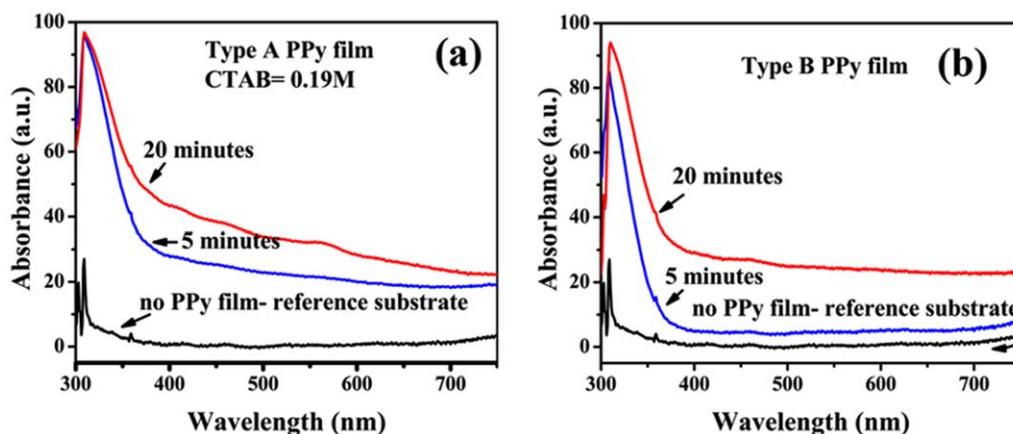 (a)
Type A PPy film
CTAB= 0.19M
20 minutes
5 minutes
no PPy film- reference substrate
Absorbance (a.u.)
100
80
60
40
20
0
300
400
500
600
700
Wavelength (nm)
(b)
Type B PPy film
20 minutes
5 minutes
no PPy film- reference substrate
Absorbance (a.u.)
100
80
60
40
20
0
300
400
500
600
700
Wavelength (nm)